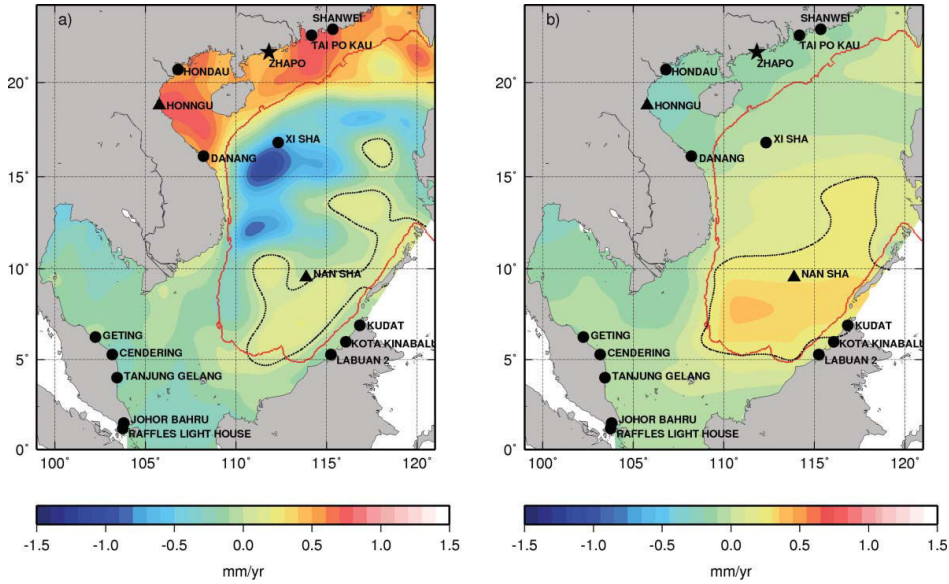 a)
SHANWEI
TAI PO KAU
ZHAPO
HONDAU
HONNGU
XI SHA
DANANG
NAN SHA
KUDAT
KOTA KINABALU
LABUAN 2
GETING
CENDERING
TANJUNG GELANG
JOHOR BAHRU
RAFFLES LIGHT HOUSE
20˚
15˚
10˚
5˚
0˚
100˚ 105˚ 110˚ 115˚ 120˚
-1.5 -1.0 -0.5 0.0 0.5 1.0 1.5
mm/yr
b)
SHANWEI
TAI PO KAU
ZHAPO
HONDAU
HONNGU
XI SHA
DANANG
NAN SHA
KUDAT
KOTA KINABALU
LABUAN 2
GETING
CENDERING
TANJUNG GELANG
JOHOR BAHRU
RAFFLES LIGHT HOUSE
20˚
15˚
10˚
5˚
0˚
100˚ 105˚ 110˚ 115˚ 120˚
-1.5 -1.0 -0.5 0.0 0.5 1.0 1.5
mm/yr